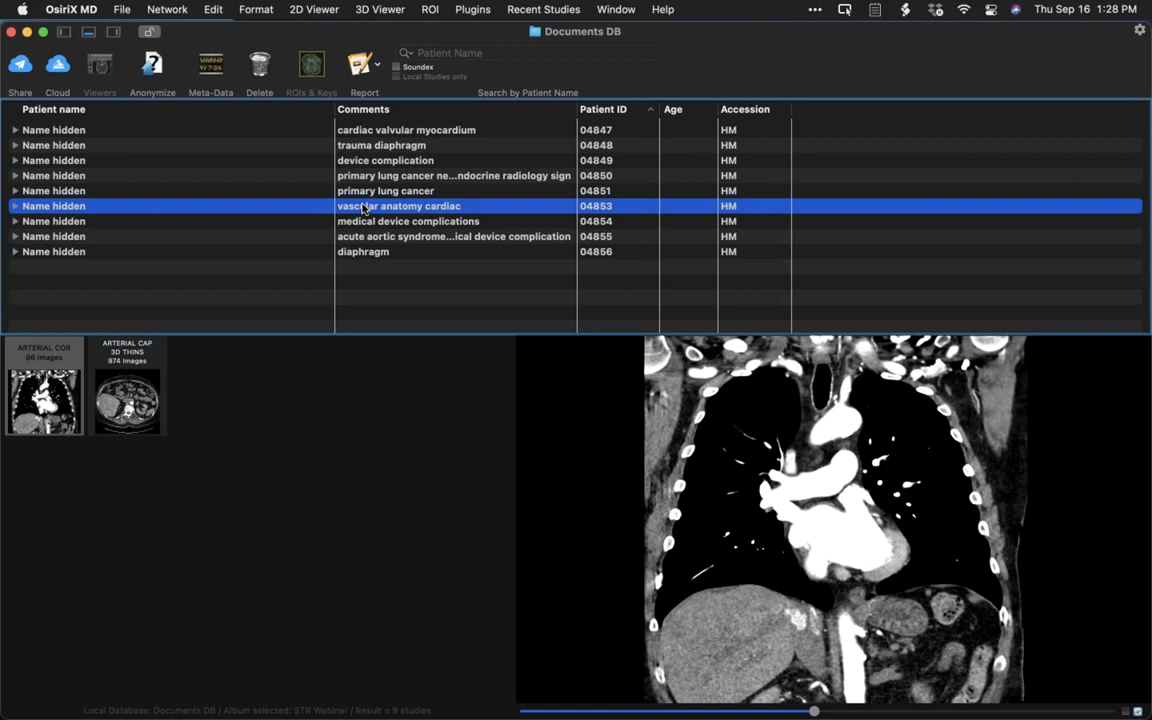 OsiriX MD File Network Edit Format 2D Viewer 3D Viewer ROI Plugins Recent Studies Window Help ••• Thu Sep 16 1:28 PM
Documents DB
Patient Name
Soundex
Local Studies only
Share Cloud Viewers Anonymize Meta-Data Delete ROIs & Keys Report Search by Patient Name
Patient name Comments Patient ID Age Accession
Name hidden cardiac valvular myocardium 04847 HM
Name hidden trauma diaphragm 04848 HM
Name hidden device complication 04849 HM
Name hidden primary lung cancer ne...ndocrine radiology sign 04850 HM
Name hidden primary lung cancer 04851 HM
Name hidden vascular anatomy cardiac 04853 HM
Name hidden medical device complications 04854 HM
Name hidden acute aortic syndrome...ical device complication 04855 HM
Name hidden diaphragm 04856 HM
ARTERIAL COR
96 Images
ARTERIAL CAP
3D THINS
974 Images
Local Database: Documents DB / Album selected: STR Webinar / Result = 9 studies